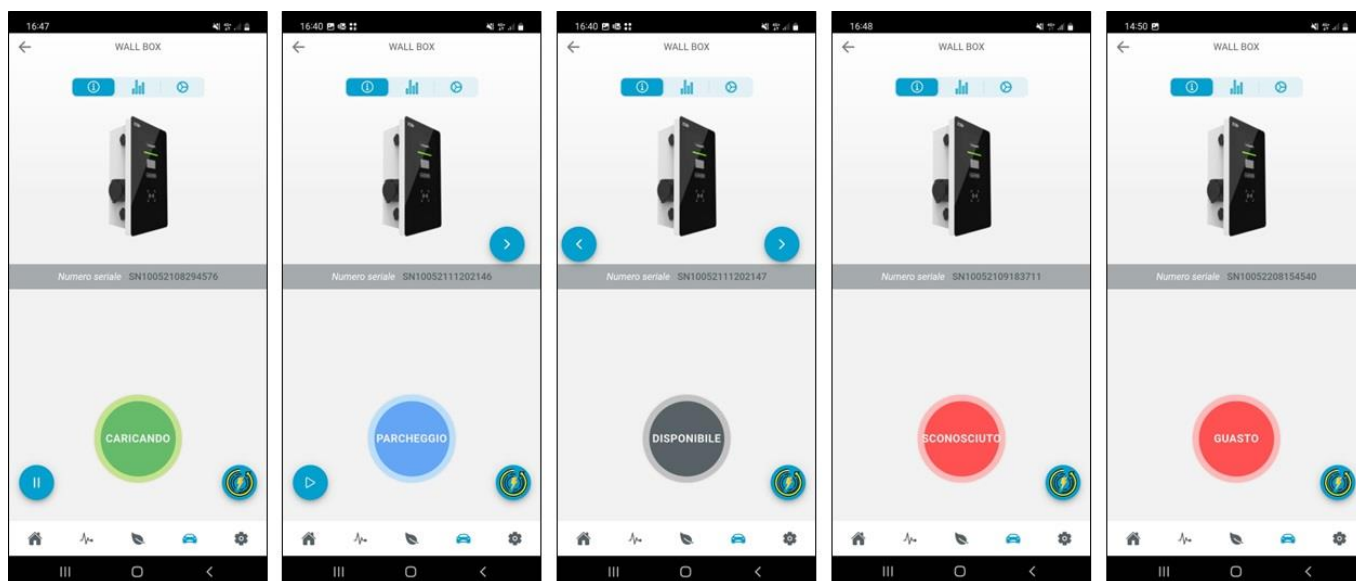 16:47
WALL BOX
Numero seriale SN10052108294576
CARICANDO
16:40
WALL BOX
Numero seriale SN10052111202146
PARCHEGGIO
16:40
WALL BOX
Numero seriale SN10052111202147
DISPONIBILE
16:48
WALL BOX
Numero seriale SN10052109183711
SCONOSCIUTO
14:50
WALL BOX
Numero seriale SN10052208154540
GUASTO